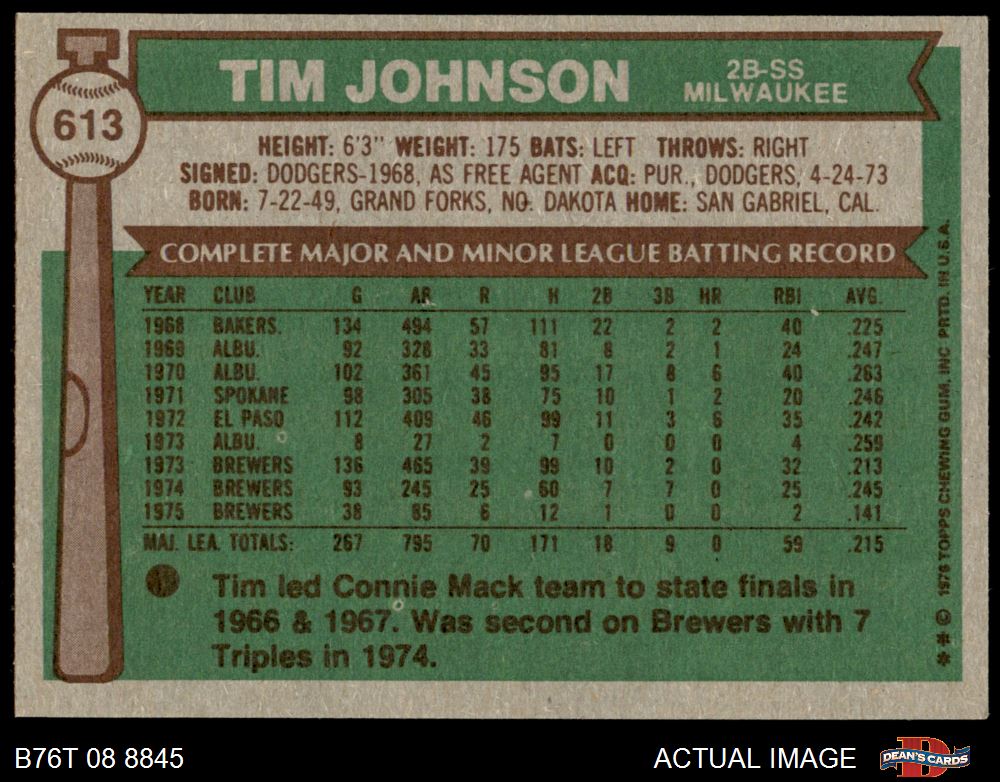 613
TIM JOHNSON
2B-SS
MILWAUKEE
HEIGHT: 6'3" WEIGHT: 175 BATS: LEFT THROWS: RIGHT
SIGNED: DODGERS-1968, AS FREE AGENT ACQ: PUR., DODGERS, 4-24-73
BORN: 7-22-49, GRAND FORKS, NO. DAKOTA HOME: SAN GABRIEL, CAL.
COMPLETE MAJOR AND MINOR LEAGUE BATTING RECORD
YEAR CLUB G AB R H 2B 3B HR RBI AVG.
1968 BAKERS. 134 494 57 111 22 2 2 40 .225
1969 ALBU. 92 328 33 81 8 2 1 24 .247
1970 ALBU. 102 361 45 95 17 8 6 40 .263
1971 SPOKANE 98 305 38 75 10 1 2 20 .246
1972 EL PASO 112 409 46 99 11 3 6 35 .242
1973 ALBU. 8 27 2 7 0 0 0 4 .259
1973 BREWERS 136 465 39 99 10 2 0 32 .213
1974 BREWERS 93 245 25 60 7 7 0 25 .245
1975 BREWERS 38 85 6 12 1 0 0 2 .141
MAJ. LEA. TOTALS: 267 795 70 171 18 9 0 59 .215
Tim led Connie Mack team to state finals in
1966 & 1967. Was second on Brewers with 7
Triples in 1974.
* * © 1976 TOPPS CHEWING GUM, INC. PRTD. IN U.S.A.
B76T 08 8845
ACTUAL IMAGE
DEAN'S CARDS